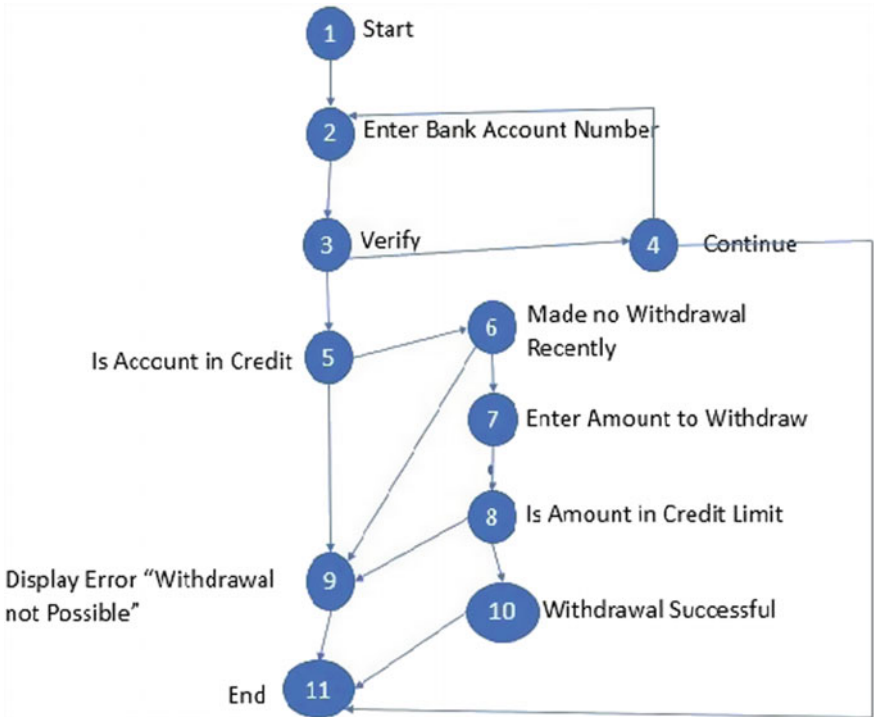 1 Start
2 Enter Bank Account Number
3 Verify
4 Continue
6 Made no Withdrawal
Recently
Is Account in Credit 5
7 Enter Amount to Withdraw
8 Is Amount in Credit Limit
Display Error “Withdrawal
not Possible” 9
10 Withdrawal Successful
End 11